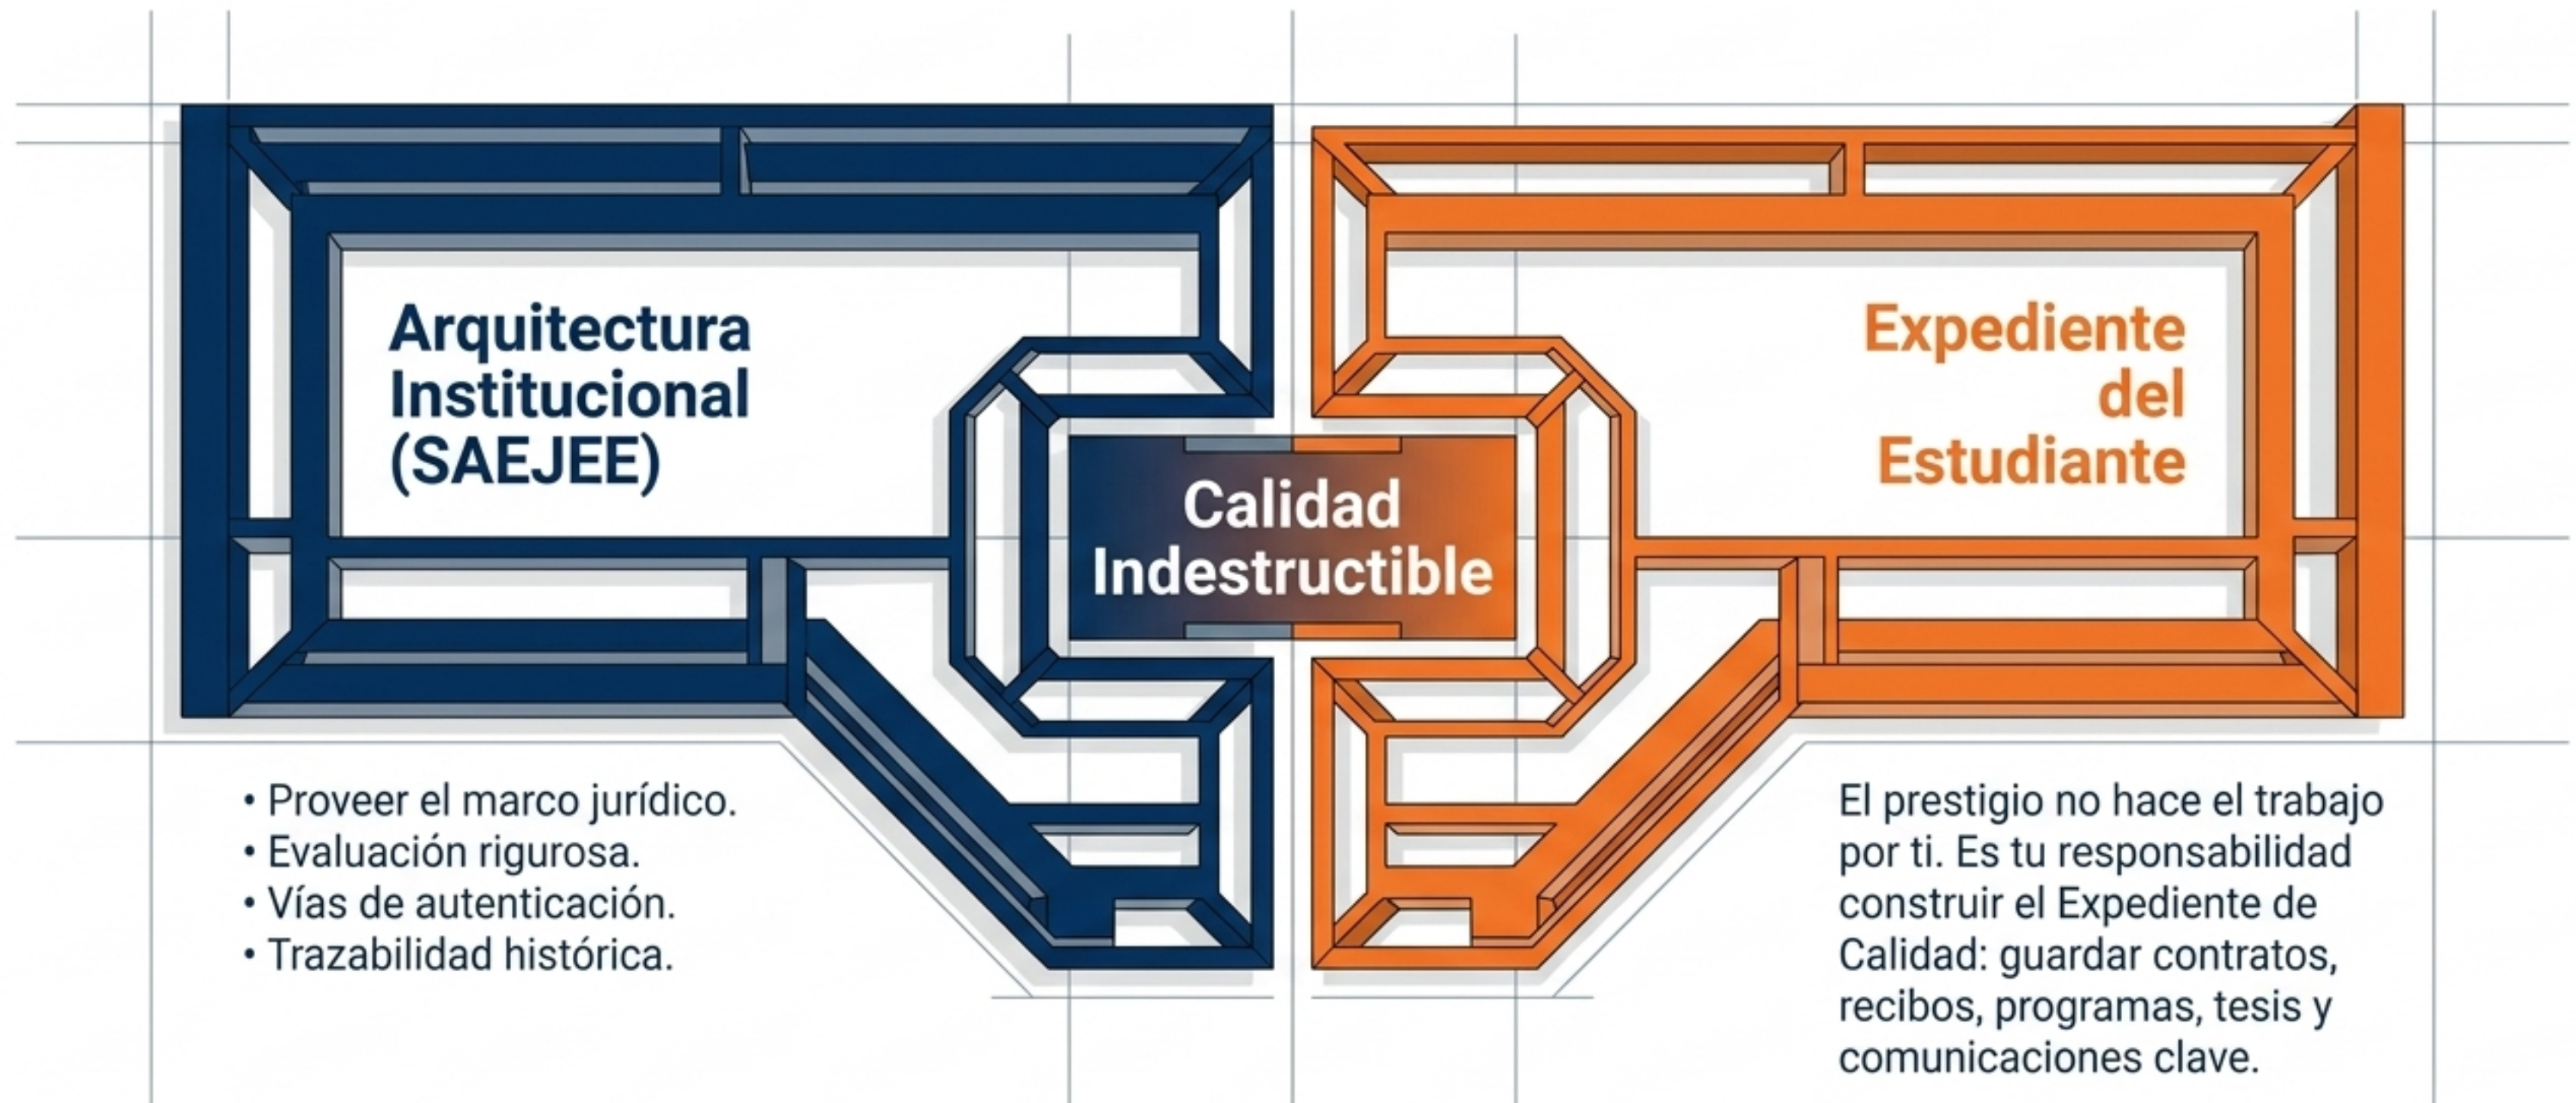 Arquitectura
Institucional
(SAEJEE)
Expediente
del
Estudiante
Calidad
Indestructible
• Proveer el marco jurídico.
• Evaluación rigurosa.
• Vías de autenticación.
• Trazabilidad histórica.
El prestigio no hace el trabajo
por ti. Es tu responsabilidad
construir el Expediente de
Calidad: guardar contratos,
recibos, programas, tesis y
comunicaciones clave.